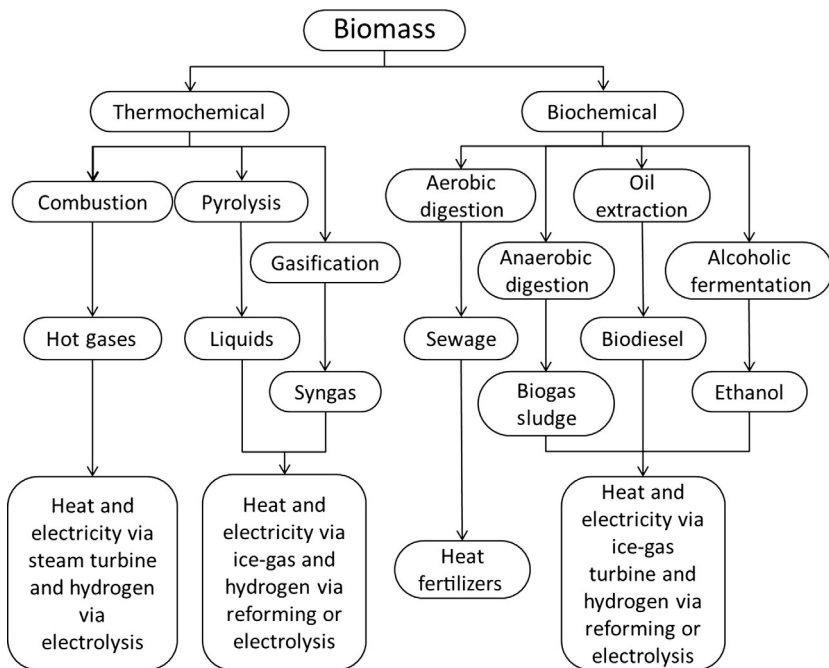 Biomass
Thermochemical
Biochemical
Combustion
Pyrolysis
Gasification
Aerobic
digestion
Anaerobic
digestion
Oil
extraction
Alcoholic
fermentation
Hot gases
Liquids
Syngas
Sewage
Biogas
sludge
Biodiesel
Ethanol
Heat and
electricity via
steam turbine
and hydrogen
via
electrolysis
Heat and
electricity via
ice-gas and
hydrogen via
reforming or
electrolysis
Heat
fertilizers
Heat and
electricity via
ice-gas
turbine and
hydrogen via
reforming or
electrolysis